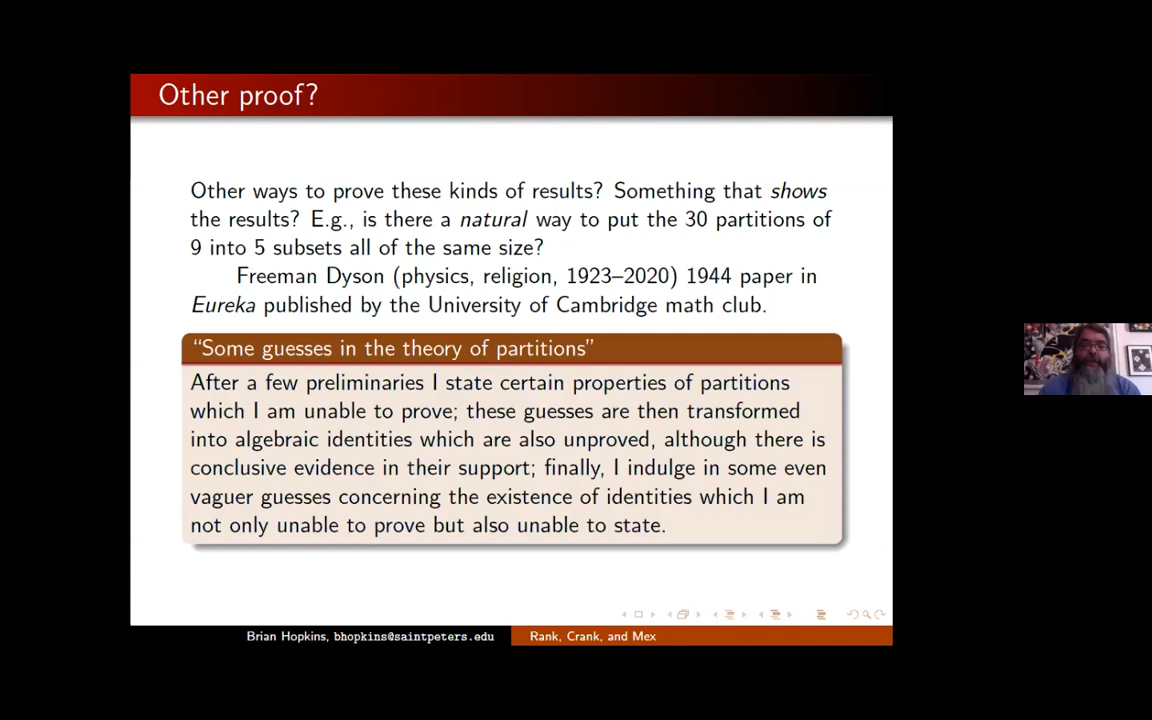 Other proof?
Other ways to prove these kinds of results? Something that shows
the results? E.g., is there a natural way to put the 30 partitions of
9 into 5 subsets all of the same size?
Freeman Dyson (physics, religion, 1923–2020) 1944 paper in
Eureka published by the University of Cambridge math club.
“Some guesses in the theory of partitions”
After a few preliminaries I state certain properties of partitions
which I am unable to prove; these guesses are then transformed
into algebraic identities which are also unproved, although there is
conclusive evidence in their support; finally, I indulge in some even
vaguer guesses concerning the existence of identities which I am
not only unable to prove but also unable to state.
Brian Hopkins, bhopkins@saintpeters.edu
Rank, Crank, and Mex